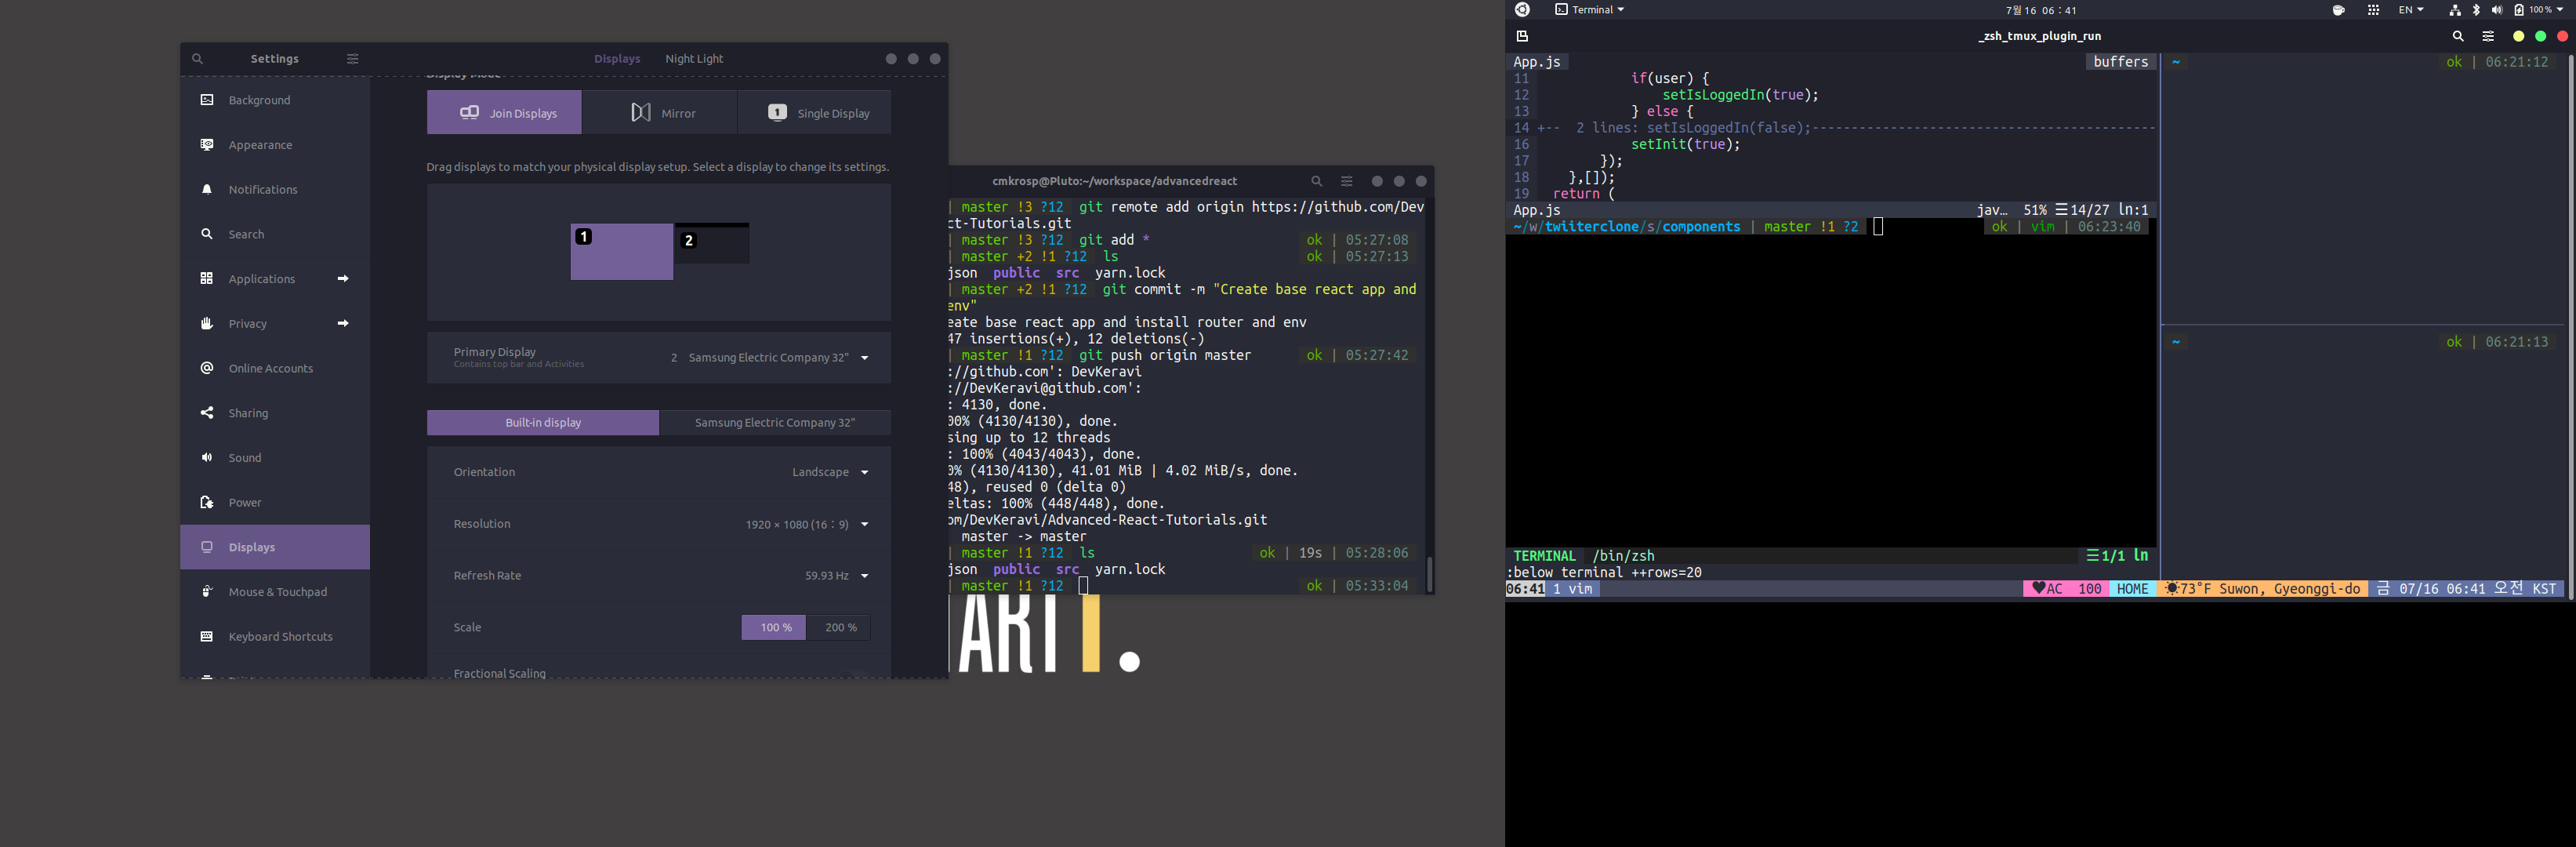 Settings
Displays
Night Light
Background
Appearance
Notifications
Search
Applications
Privacy
Online Accounts
Sharing
Sound
Power
Displays
Mouse & Touchpad
Keyboard Shortcuts
Display Mode
Join Displays
Mirror
1 Single Display
Drag displays to match your physical display setup. Select a display to change its settings.
1
2
Primary Display
Contains top bar and Activities
2 Samsung Electric Company 32"
Built-in display
Samsung Electric Company 32"
Orientation
Landscape
Resolution
1920 × 1080 (16 : 9)
Refresh Rate
59.93 Hz
Scale
100 %
200 %
Fractional Scaling
cmkrosp@Pluto:~/workspace/advancedreact
| master !3 ?12 git remote add origin https://github.com/Dev
ct-Tutorials.git
| master !3 ?12 git add * ok | 05:27:08
| master +2 !1 ?12 ls ok | 05:27:13
json public src yarn.lock
| master +2 !1 ?12 git commit -m "Create base react app and
env"
eate base react app and install router and env
47 insertions(+), 12 deletions(-)
| master !1 ?12 git push origin master ok | 05:27:42
://github.com': DevKeravi
://DevKeravi@github.com':
: 4130, done.
00% (4130/4130), done.
sing up to 12 threads
: 100% (4043/4043), done.
0% (4130/4130), 41.01 MiB | 4.02 MiB/s, done.
48), reused 0 (delta 0)
eltas: 100% (448/448), done.
om/DevKeravi/Advanced-React-Tutorials.git
master -> master
| master !1 ?12 ls ok | 19s | 05:28:06
json public src yarn.lock
| master !1 ?12 ok | 05:33:04
ART
Terminal
7월 16 06 : 41
EN
100 %
_zsh_tmux_plugin_run
App.js buffers
11 if(user) {
12 setIsLoggedIn(true);
13 } else {
14 +-- 2 lines: setIsLoggedIn(false);--------------------------------------------
16 setInit(true);
17 });
18 },[]);
19 return (
App.js jav… 51% ☰14/27 ln:1
~/w/twiiterclone/s/components | master !1 ?2 ok | vim | 06:23:40
TERMINAL /bin/zsh ☰1/1 ln
:below terminal ++rows=20
~ ok | 06:21:12
~ ok | 06:21:13
06:41 1 vim ♥AC 100 HOME ☀73°F Suwon, Gyeonggi-do 금 07/16 06:41 오전 KST